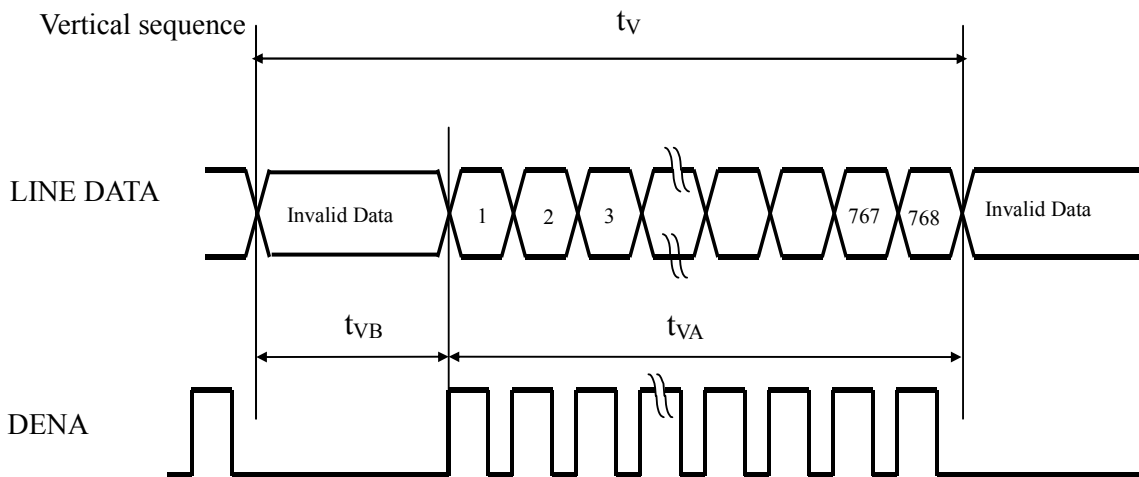 Vertical sequence
tV
LINE DATA
Invalid Data
1 2 3 767 768
Invalid Data
tVB
tVA
DENA